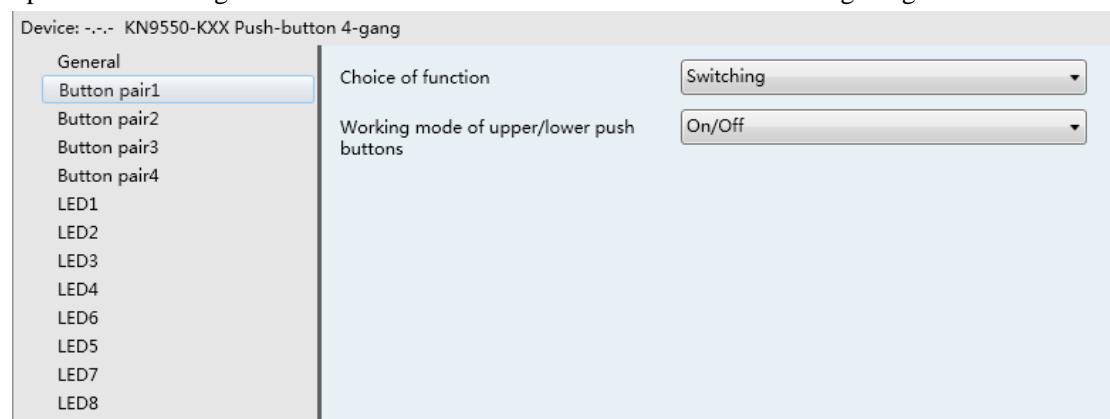 Device: -.-.- KN9550-KXX Push-button 4-gang
General
Button pair1
Button pair2
Button pair3
Button pair4
LED1
LED2
LED3
LED4
LED6
LED5
LED7
LED8
Choice of function
Switching
Working mode of upper/lower push
buttons
On/Off